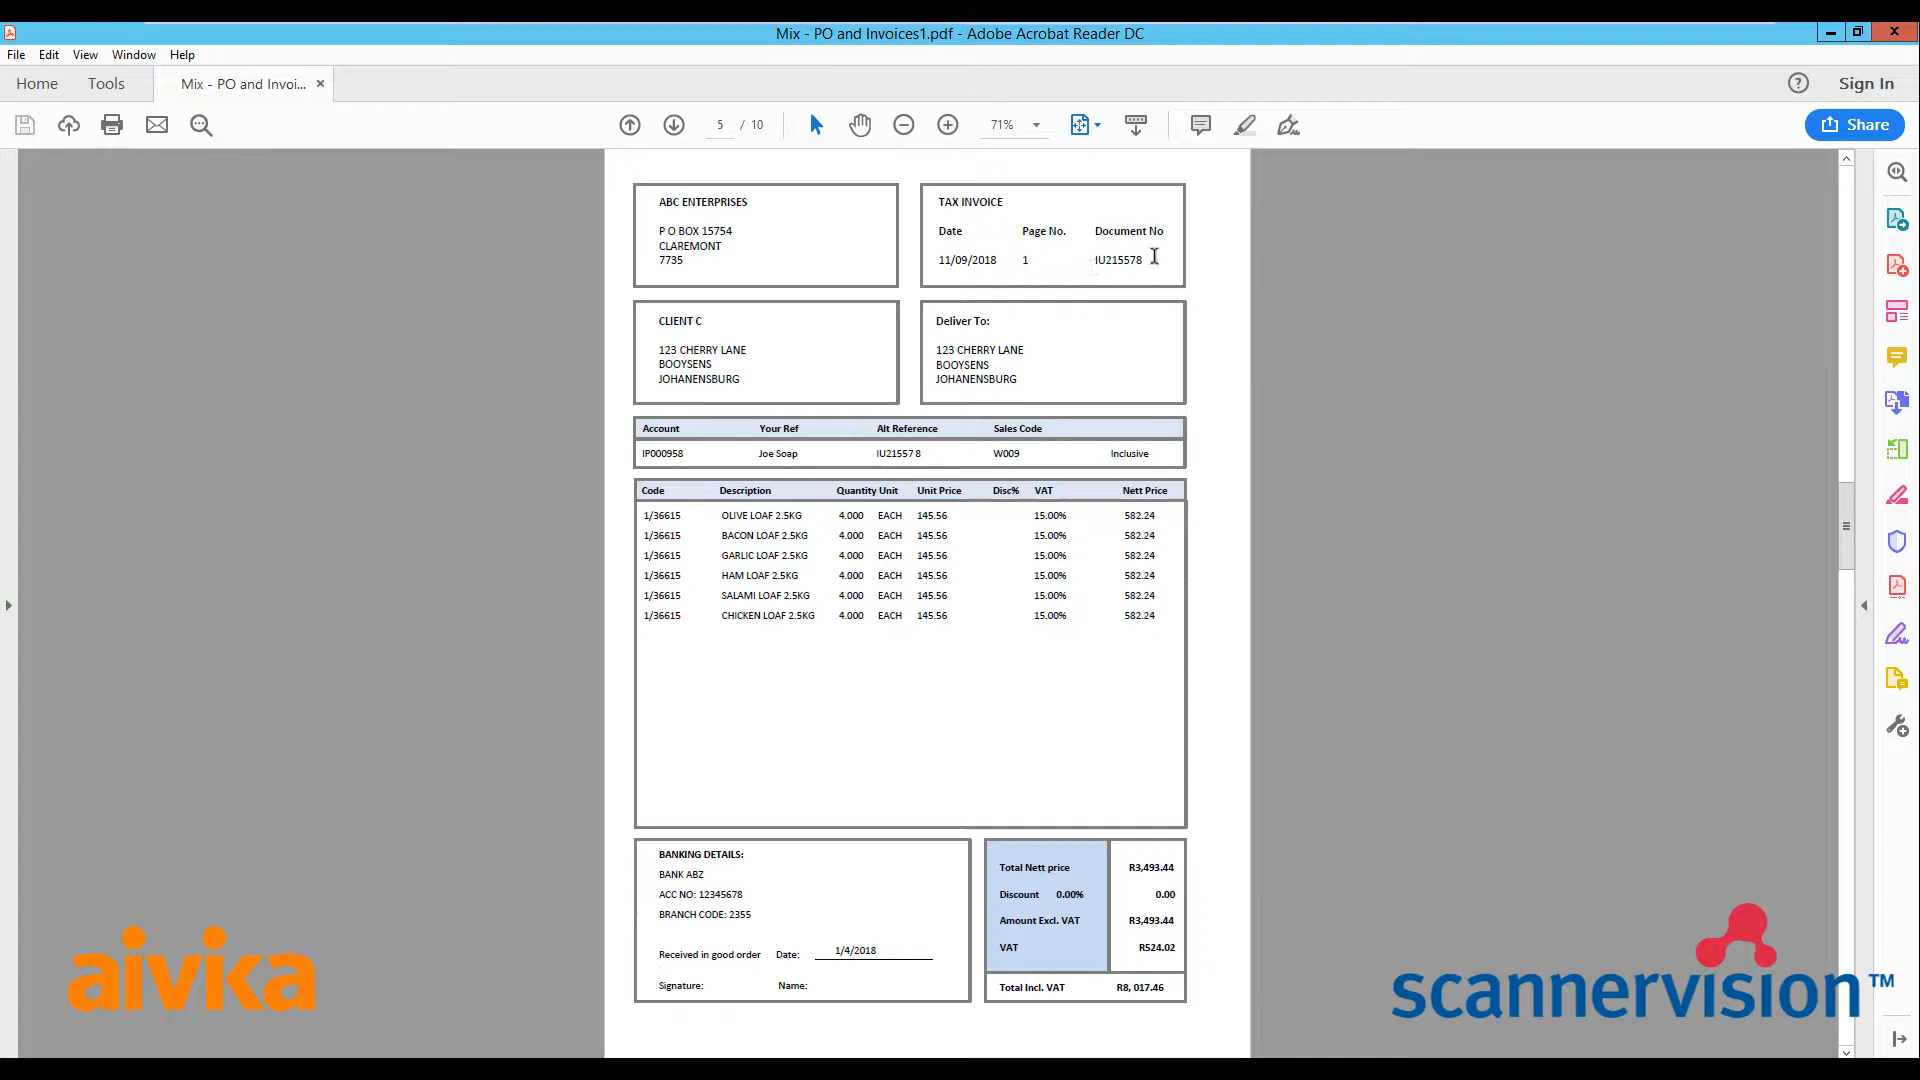 Mix - PO and Invoices1.pdf - Adobe Acrobat Reader DC
File Edit View Window Help
Home Tools Mix - PO and Invoi... × Sign In
5 / 10 71% Share
ABC ENTERPRISES
P O BOX 15754
CLAREMONT
7735
TAX INVOICE
Date Page No. Document No
11/09/2018 1 IU215578
CLIENT C
123 CHERRY LANE
BOOYSENS
JOHANENSBURG
Deliver To:
123 CHERRY LANE
BOOYSENS
JOHANENSBURG
Account Your Ref Alt Reference Sales Code
IP000958 Joe Soap IU21557 8 W009 Inclusive
Code Description Quantity Unit Unit Price Disc% VAT Nett Price
1/36615 OLIVE LOAF 2.5KG 4.000 EACH 145.56 15.00% 582.24
1/36615 BACON LOAF 2.5KG 4.000 EACH 145.56 15.00% 582.24
1/36615 GARLIC LOAF 2.5KG 4.000 EACH 145.56 15.00% 582.24
1/36615 HAM LOAF 2.5KG 4.000 EACH 145.56 15.00% 582.24
1/36615 SALAMI LOAF 2.5KG 4.000 EACH 145.56 15.00% 582.24
1/36615 CHICKEN LOAF 2.5KG 4.000 EACH 145.56 15.00% 582.24
BANKING DETAILS:
BANK ABZ
ACC NO: 12345678
BRANCH CODE: 2355
Received in good order Date: 1/4/2018
Signature: Name:
Total Nett price R3,493.44
Discount 0.00% 0.00
Amount Excl. VAT R3,493.44
VAT R524.02
Total Incl. VAT R8, 017.46
aivika
scannervision™